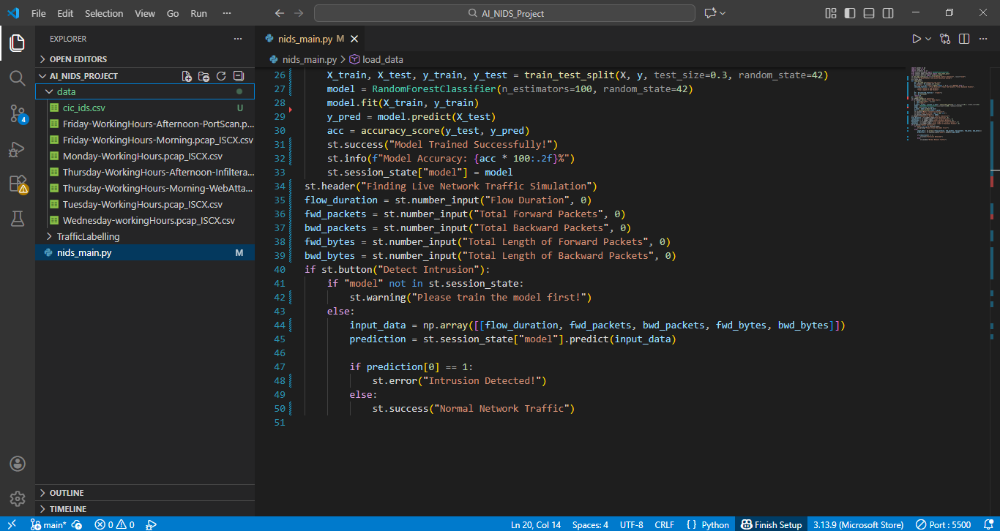 File Edit Selection View Go Run ··· AI_NIDS_Project
EXPLORER ···
OPEN EDITORS
AI_NIDS_PROJECT
data
cic_ids.csv U
Friday-WorkingHours-Afternoon-PortScan.p...
Friday-WorkingHours-Morning.pcap_ISCX.csv
Monday-WorkingHours.pcap_ISCX.csv
Thursday-WorkingHours-Afternoon-Infiltera...
Thursday-WorkingHours-Morning-WebAtta...
Tuesday-WorkingHours.pcap_ISCX.csv
Wednesday-workingHours.pcap_ISCX.csv
TrafficLabelling
nids_main.py M
OUTLINE
TIMELINE
4
nids_main.py M
nids_main.py > load_data
26 X_train, X_test, y_train, y_test = train_test_split(X, y, test_size=0.3, random_state=42)
27 model = RandomForestClassifier(n_estimators=100, random_state=42)
28 model.fit(X_train, y_train)
29 y_pred = model.predict(X_test)
30 acc = accuracy_score(y_test, y_pred)
31 st.success("Model Trained Successfully!")
32 st.info(f"Model Accuracy: {acc * 100:.2f}%")
33 st.session_state["model"] = model
34 st.header("Finding Live Network Traffic Simulation")
35 flow_duration = st.number_input("Flow Duration", 0)
36 fwd_packets = st.number_input("Total Forward Packets", 0)
37 bwd_packets = st.number_input("Total Backward Packets", 0)
38 fwd_bytes = st.number_input("Total Length of Forward Packets", 0)
39 bwd_bytes = st.number_input("Total Length of Backward Packets", 0)
40 if st.button("Detect Intrusion"):
41 if "model" not in st.session_state:
42 st.warning("Please train the model first!")
43 else:
44 input_data = np.array([[flow_duration, fwd_packets, bwd_packets, fwd_bytes, bwd_bytes]])
45 prediction = st.session_state["model"].predict(input_data)
46
47 if prediction[0] == 1:
48 st.error("Intrusion Detected!")
49 else:
50 st.success("Normal Network Traffic")
51
main* 0 0 Ln 20, Col 14 Spaces: 4 UTF-8 CRLF { } Python Finish Setup 3.13.9 (Microsoft Store) Port : 5500